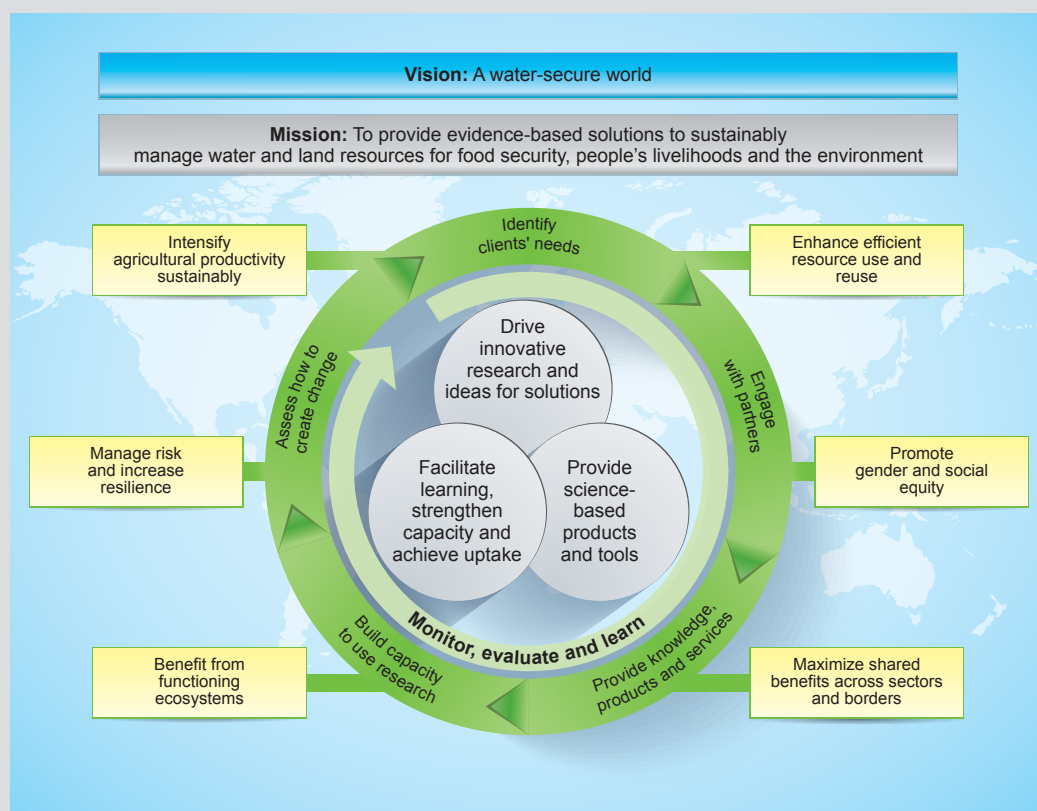 Vision: A water-secure world
Mission: To provide evidence-based solutions to sustainably
manage water and land resources for food security, people's livelihoods and the environment
Identify
clients' needs
Intensify
agricultural productivity
sustainably
Enhance efficient
resource use and
reuse
Drive
innovative
research and
ideas for solutions
Assess how to
create change
Engage
with partners
Manage risk
and increase
resilience
Facilitate
learning,
strengthen
capacity and
achieve uptake
Provide
science-
based
products
and tools
Promote
gender and social
equity
Monitor, evaluate and learn
Build capacity
to use research
Provide knowledge,
products and services
Benefit from
functioning
ecosystems
Maximize shared
benefits across sectors
and borders